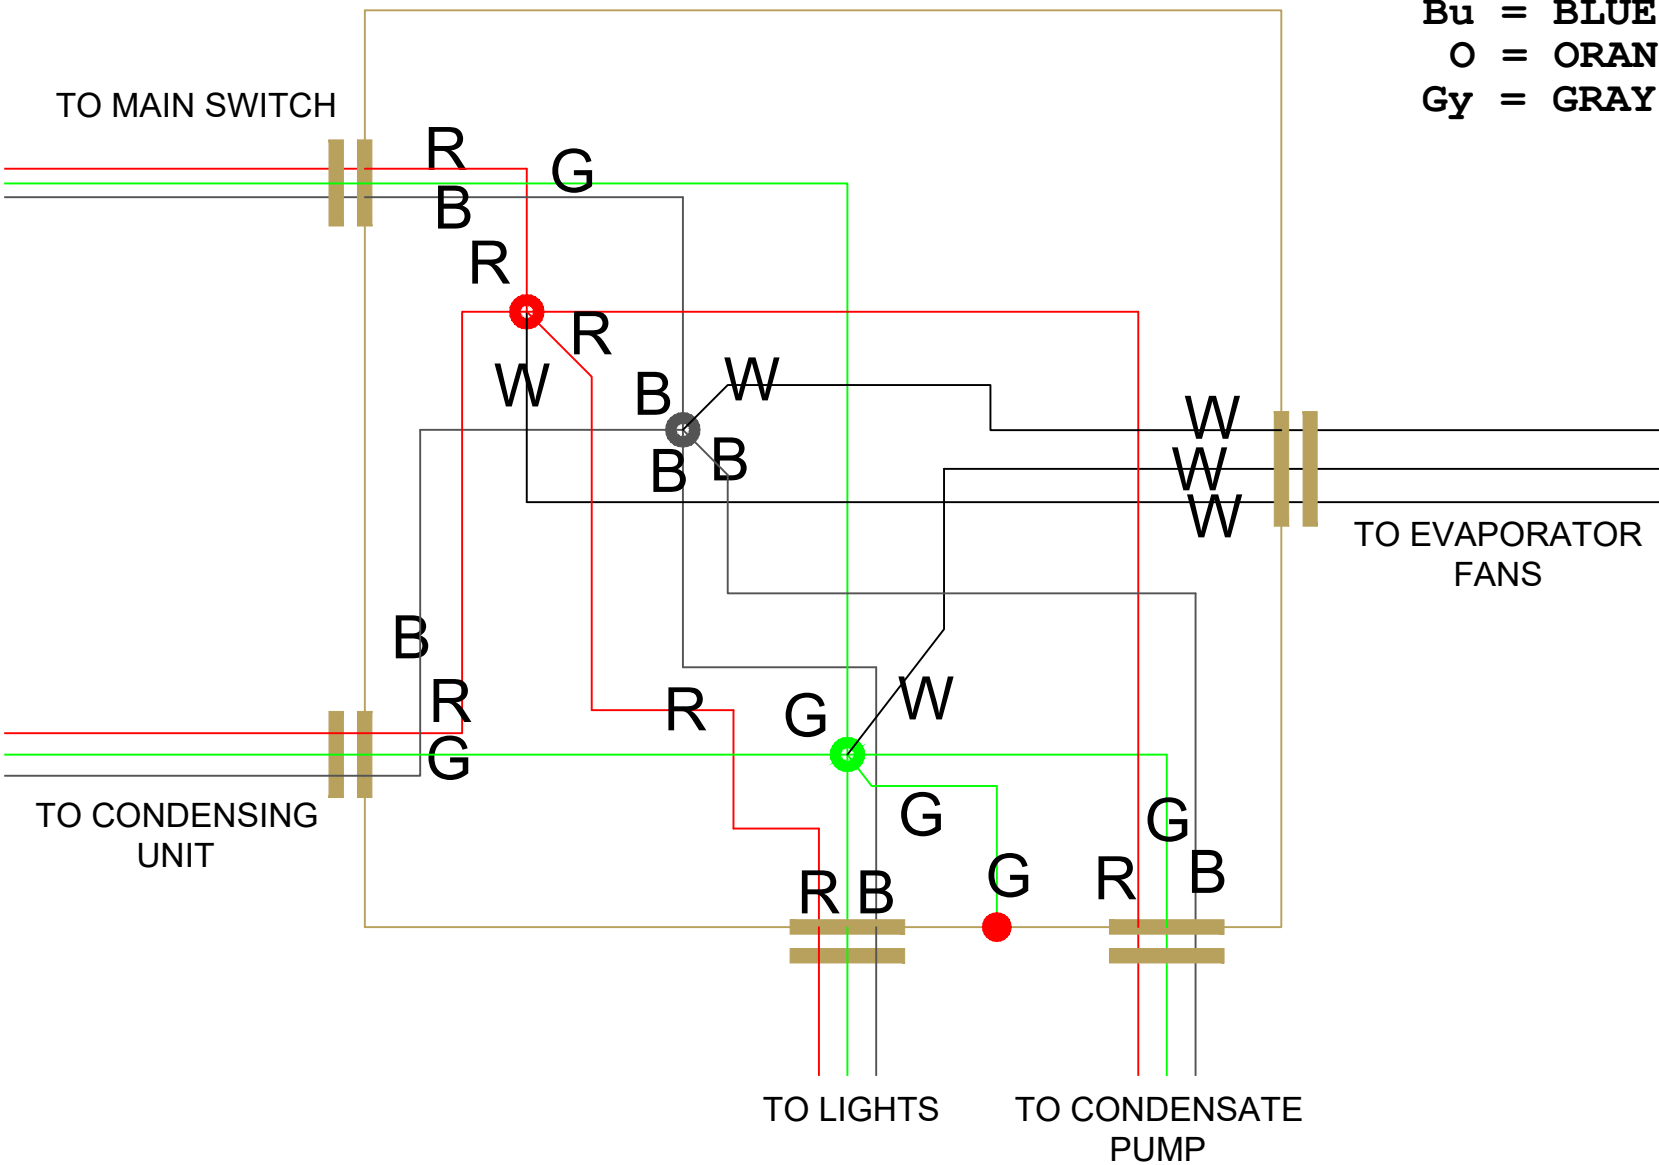 Bu = BLUE
O = ORAN
Gy = GRAY
TO MAIN SWITCH
R
G
B
R
R
W
B
W
B
B
W
W
W
TO EVAPORATOR
FANS
B
R
G
R
G
W
TO CONDENSING
UNIT
G
G
G
R
B
R
B
TO LIGHTS
TO CONDENSATE
PUMP